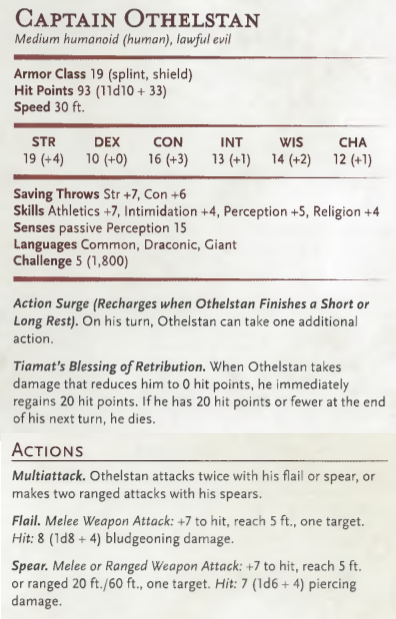 CAPTAIN OTHELSTAN
Medium humanoid (human), lawful evil
Armor Class 19 (splint, shield)
Hit Points 93 (11d10 + 33)
Speed 30 ft.
STR DEX CON INT WIS CHA
19 (+4) 10 (+0) 16 (+3) 13 (+1) 14 (+2) 12 (+1)
Saving Throws Str +7, Con +6
Skills Athletics +7, Intimidation +4, Perception +5, Religion +4
Senses passive Perception 15
Languages Common, Draconic, Giant
Challenge 5 (1,800)
Action Surge (Recharges when Othelstan Finishes a Short or
Long Rest). On his turn, Othelstan can take one additional
action.
Tiamat's Blessing of Retribution. When Othelstan takes
damage that reduces him to 0 hit points, he immediately
regains 20 hit points. If he has 20 hit points or fewer at the end
of his next turn, he dies.
ACTIONS
Multiattack. Othelstan attacks twice with his flail or spear, or
makes two ranged attacks with his spears.
Flail. Melee Weapon Attack: +7 to hit, reach 5 ft., one target.
Hit: 8 (1d8 + 4) bludgeoning damage.
Spear. Melee or Ranged Weapon Attack: +7 to hit, reach 5 ft.
or ranged 20 ft./60 ft., one target. Hit: 7 (1d6 + 4) piercing
damage.